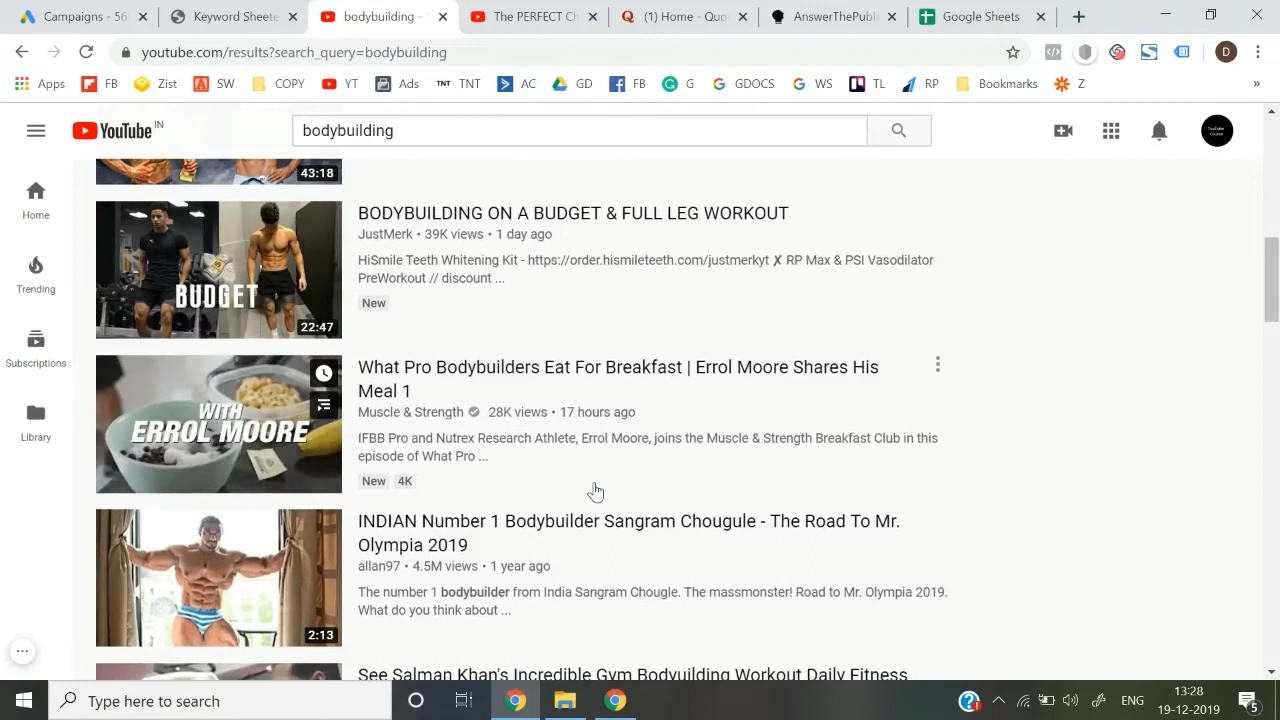 Campaigns - 56
Keyword Sheets
bodybuilding -
THE PERFECT
(1) Home - Quo
AnswerThePub
Google Sheets
youtube.com/results?search_query=bodybuilding
D
Apps
FB
Zist
SW
COPY
YT
Ads
TNT TNT
AC
GD
FB
G
GDOCS
WS
TL
RP
Bookmarks
Z
»
YouTube IN
bodybuilding
Home
Trending
Subscriptions
Library
43:18
BUDGET
22:47
BODYBUILDING ON A BUDGET & FULL LEG WORKOUT
JustMerk • 39K views • 1 day ago
HiSmile Teeth Whitening Kit - https://order.hismileteeth.com/justmerkyt ✗ RP Max & PSI Vasodilator
PreWorkout // discount ...
New
WITH
ERROL MOORE
What Pro Bodybuilders Eat For Breakfast | Errol Moore Shares His
Meal 1
Muscle & Strength 28K views • 17 hours ago
IFBB Pro and Nutrex Research Athlete, Errol Moore, joins the Muscle & Strength Breakfast Club in this
episode of What Pro ...
New 4K
2:13
INDIAN Number 1 Bodybuilder Sangram Chougule - The Road To Mr.
Olympia 2019
allan97 • 4.5M views • 1 year ago
The number 1 bodybuilder from India Sangram Chougle. The massmonster! Road to Mr. Olympia 2019.
What do you think about ...
See Salman Khan's Incredible Gym Bodybuilding Workout Daily Fitness
Type here to search
ENG
13:28
19-12-2019
5